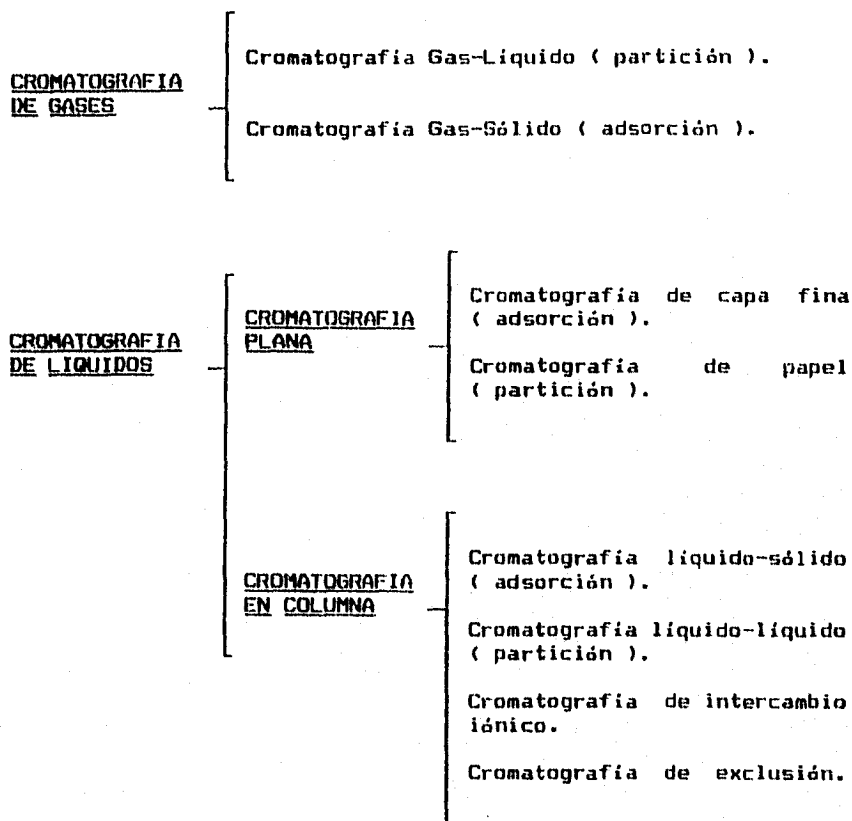 CROMATOGRAFIA
DE GASES
Cromatografía Gas-Líquido ( partición ).
Cromatografía Gas-Sólido ( adsorción ).
CROMATOGRAFIA
DE LIQUIDOS
CROMATOGRAFIA
PLANA
Cromatografía de capa fina
( adsorción ).
Cromatografía de papel
( partición ).
CROMATOGRAFIA
EN COLUMNA
Cromatografía líquido-sólido
( adsorción ).
Cromatografía líquido-líquido
( partición ).
Cromatografía de intercambio
iónico.
Cromatografía de exclusión.